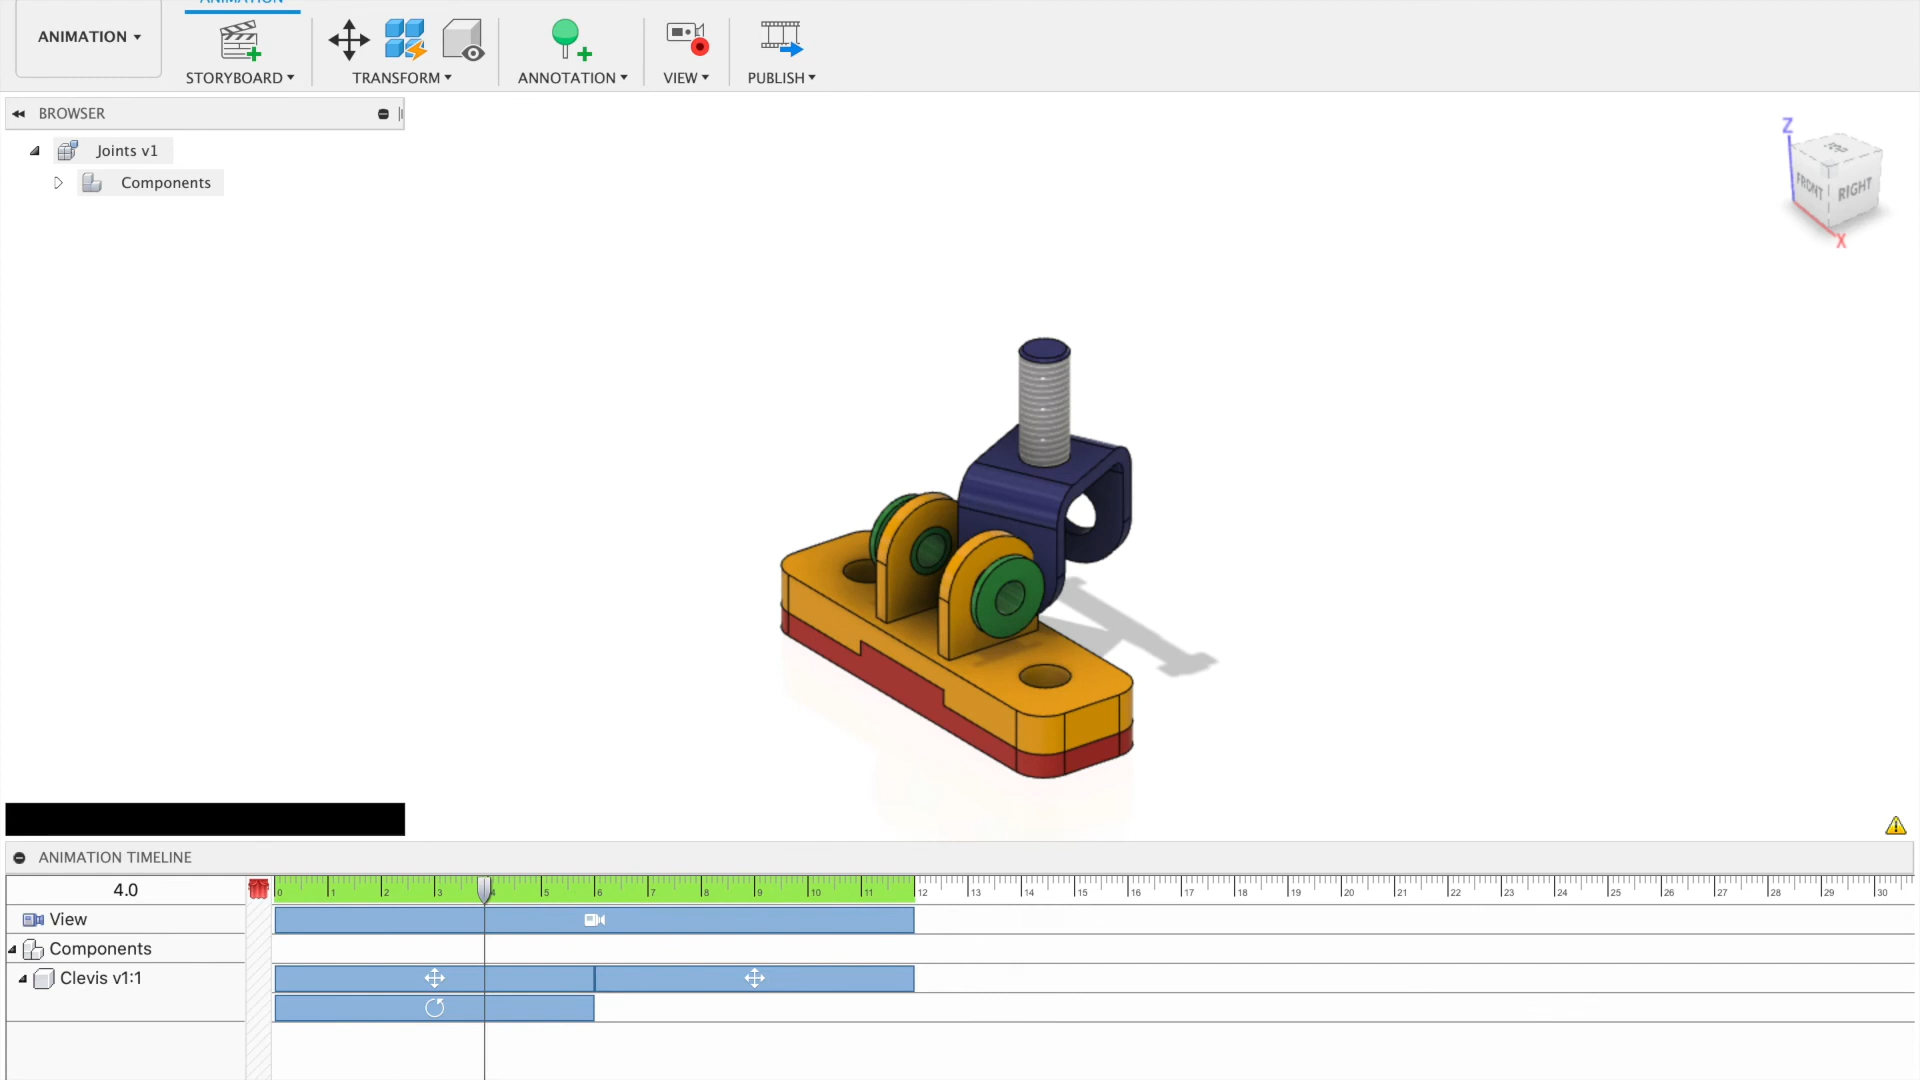 ANIMATION
ANIMATION
STORYBOARD
TRANSFORM
ANNOTATION
VIEW
PUBLISH
BROWSER
Joints v1
Components
Z
TOP
FRONT
RIGHT
X
ANIMATION TIMELINE
4.0
0 1 2 3 4 5 6 7 8 9 10 11 12 13 14 15 16 17 18 19 20 21 22 23 24 25 26 27 28 29 30
View
Components
Clevis v1:1